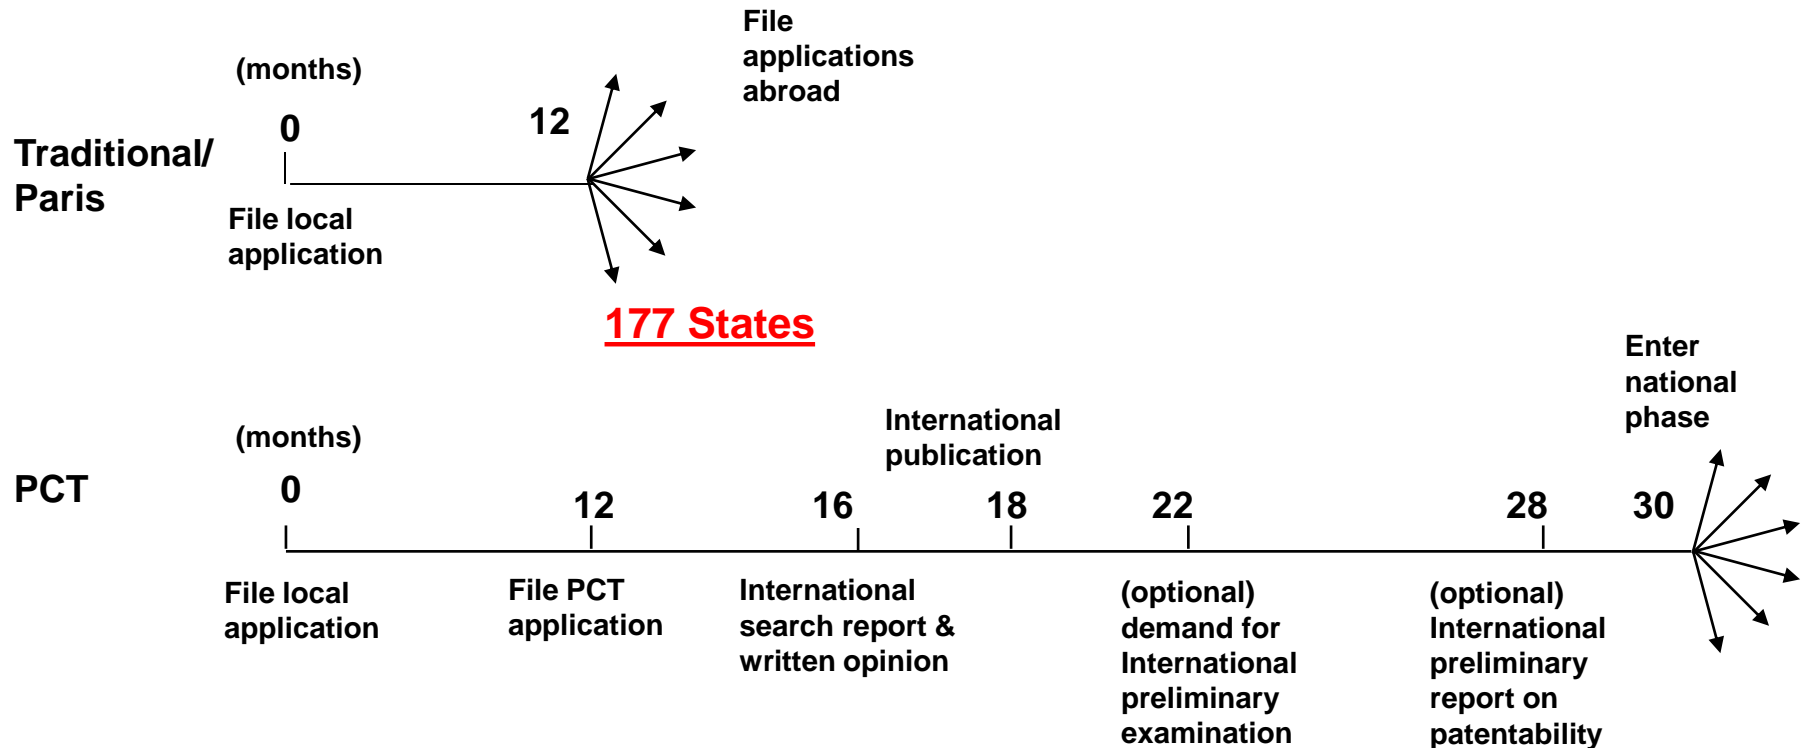 File
applications
abroad
(months)
0
12
Traditional/
Paris
File local
application
177 States
Enter
national
phase
International
publication
(months)
PCT
0
12
16
18
22
28
30
File local
application
File PCT
application
International
search report &
written opinion
(optional)
demand for
International
preliminary
examination
(optional)
International
preliminary
report on
patentability